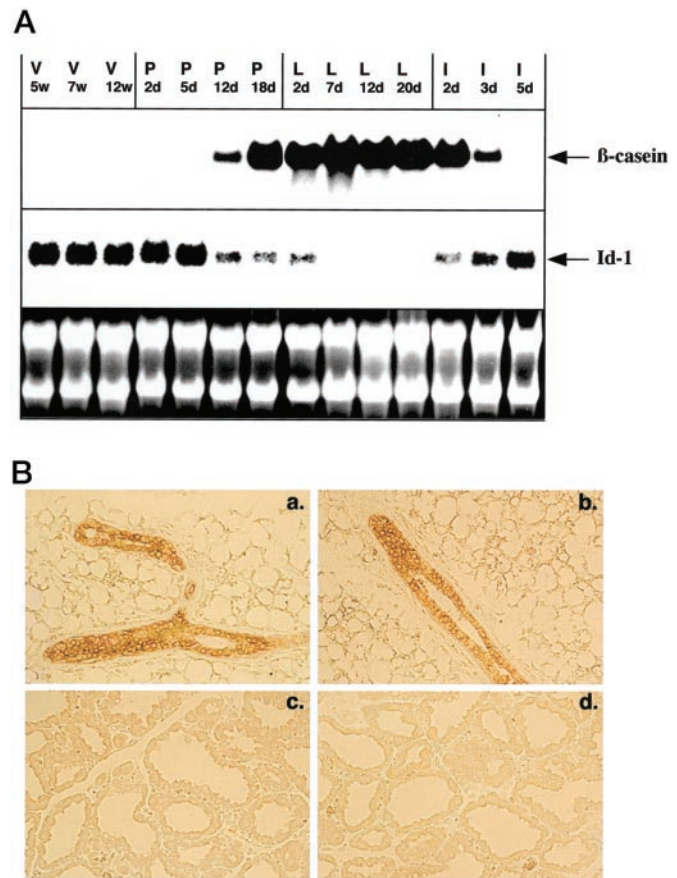 A
V V V P P P P L L L L I I I
5w 7w 12w 2d 5d 12d 18d 2d 7d 12d 20d 2d 3d 5d
ß-casein
Id-1
B
a. b.
c. d.